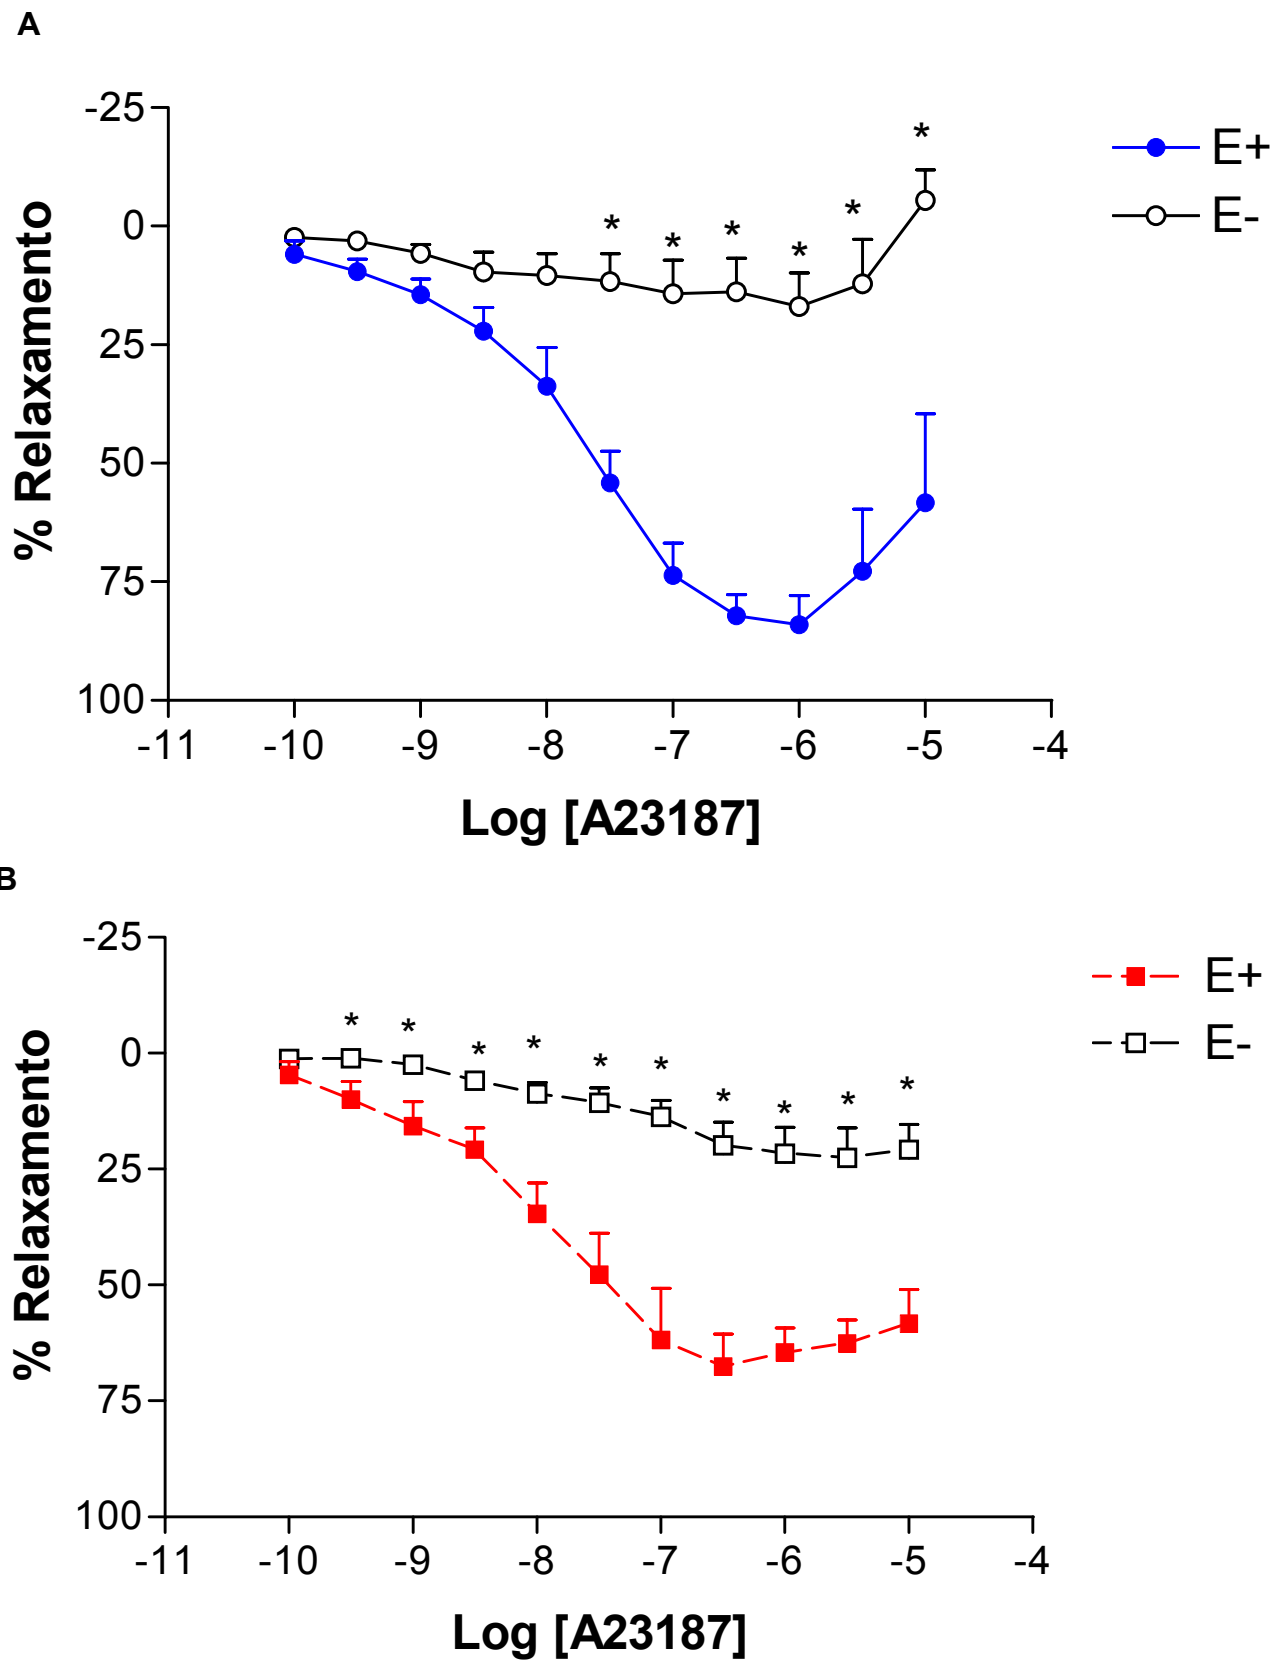 A
-25
0
25
50
75
100
% Relaxamento
* * * * * *
E+
E-
-11 -10 -9 -8 -7 -6 -5 -4
Log [A23187]
B
-25
0
25
50
75
100
% Relaxamento
* * * * * * * * * *
E+
E-
-11 -10 -9 -8 -7 -6 -5 -4
Log [A23187]